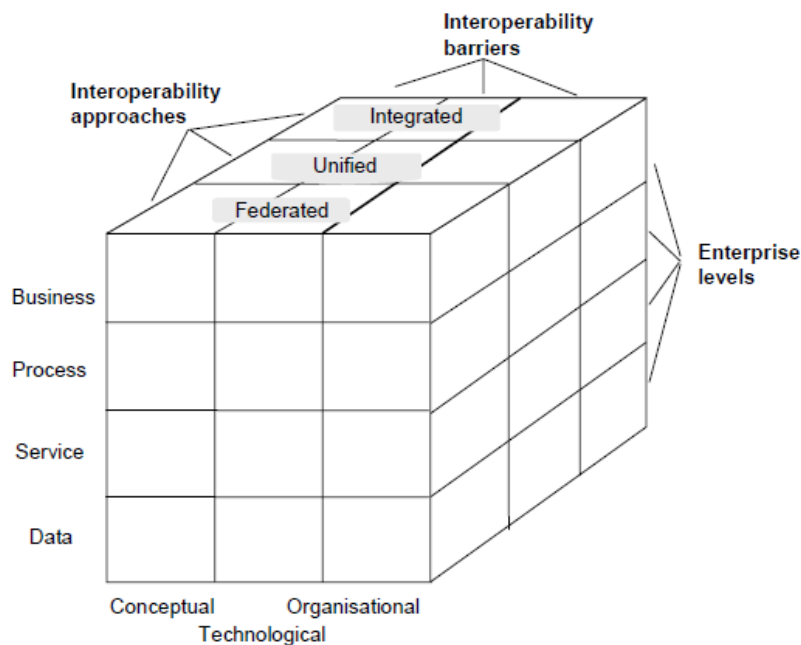 Interoperability
barriers
Interoperability
approaches
Integrated
Unified
Federated
Enterprise
levels
Business
Process
Service
Data
Conceptual
Organisational
Technological